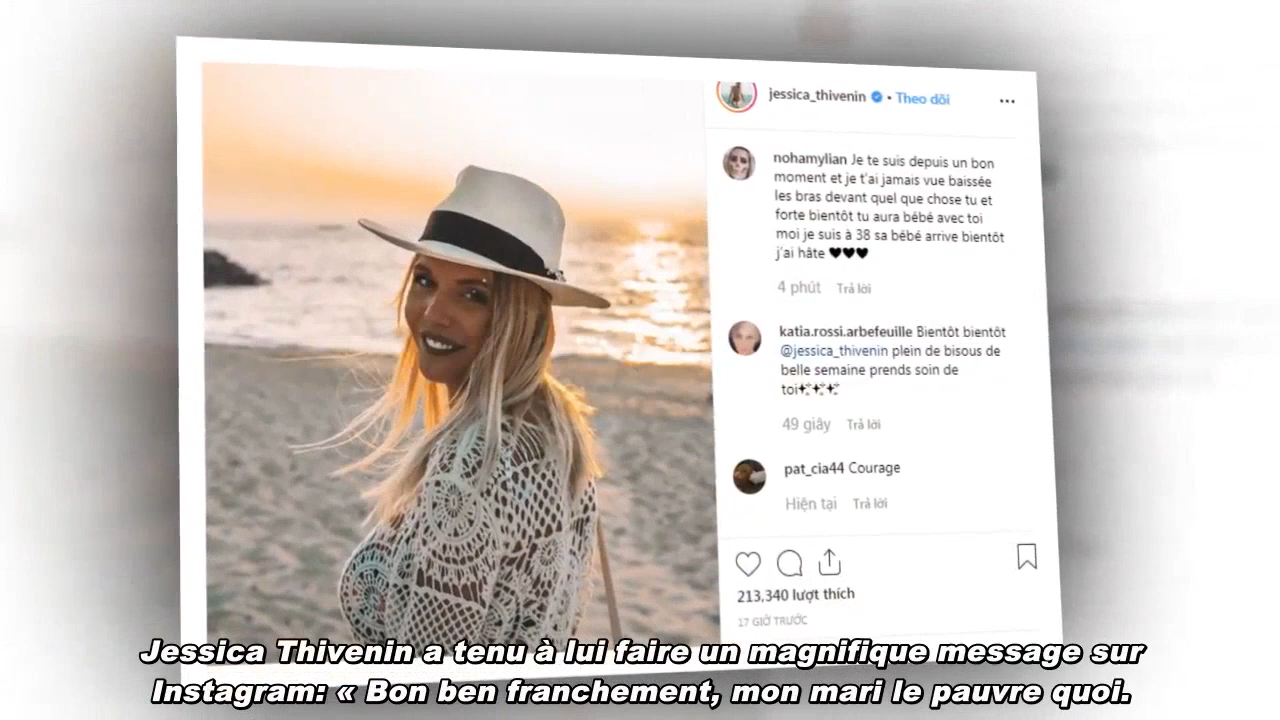 jessica_thivenin • Theo dõi
nohamylian Je te suis depuis un bon
moment et je t'ai jamais vue baissée
les bras devant quel que chose tu et
forte bientôt tu aura bébé avec toi
moi je suis à 38 sa bébé arrive bientôt
j'ai hâte ♥♥♥
4 phút Trả lời
katia.rossi.arbefeuille Bientôt bientôt
@jessica_thivenin plein de bisous de
belle semaine prends soin de
toi✨✨✨
49 giây Trả lời
pat_cia44 Courage
Hiện tại Trả lời
213,340 lượt thích
17 GIỜ TRƯỚC
Jessica Thivenin a tenu à lui faire un magnifique message sur
Instagram: « Bon ben franchement, mon mari le pauvre quoi.